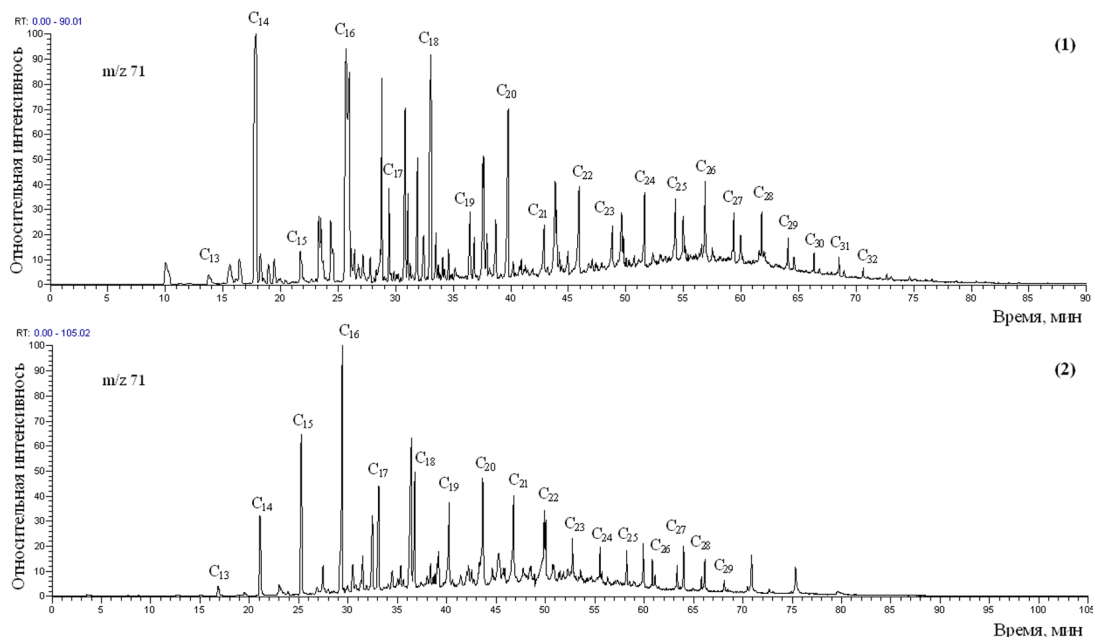 RT: 0.00 - 90.01
(1)
m/z 71
Относительная интенсивнось
100
90
80
70
60
50
40
30
20
10
0
C13
C14
C15
C16
C17
C18
C19
C20
C21
C22
C23
C24
C25
C26
C27
C28
C29
C30
C31
C32
0 10 20 30 40 45 50 55 60 65 70 75 80 85 90
Время, мин
RT: 0.00 - 105.02
(2)
m/z 71
Относительная интенсивнось
100
90
80
70
60
50
40
30
20
10
0
C13
C14
C15
C16
C17
C18
C19
C20
C21
C22
C23
C24
C25
C26
C27
C28
C29
0 5 10 15 20 25 30 35 40 45 50 55 60 65 70 75 80 85 90 95 100 105
Время, мин